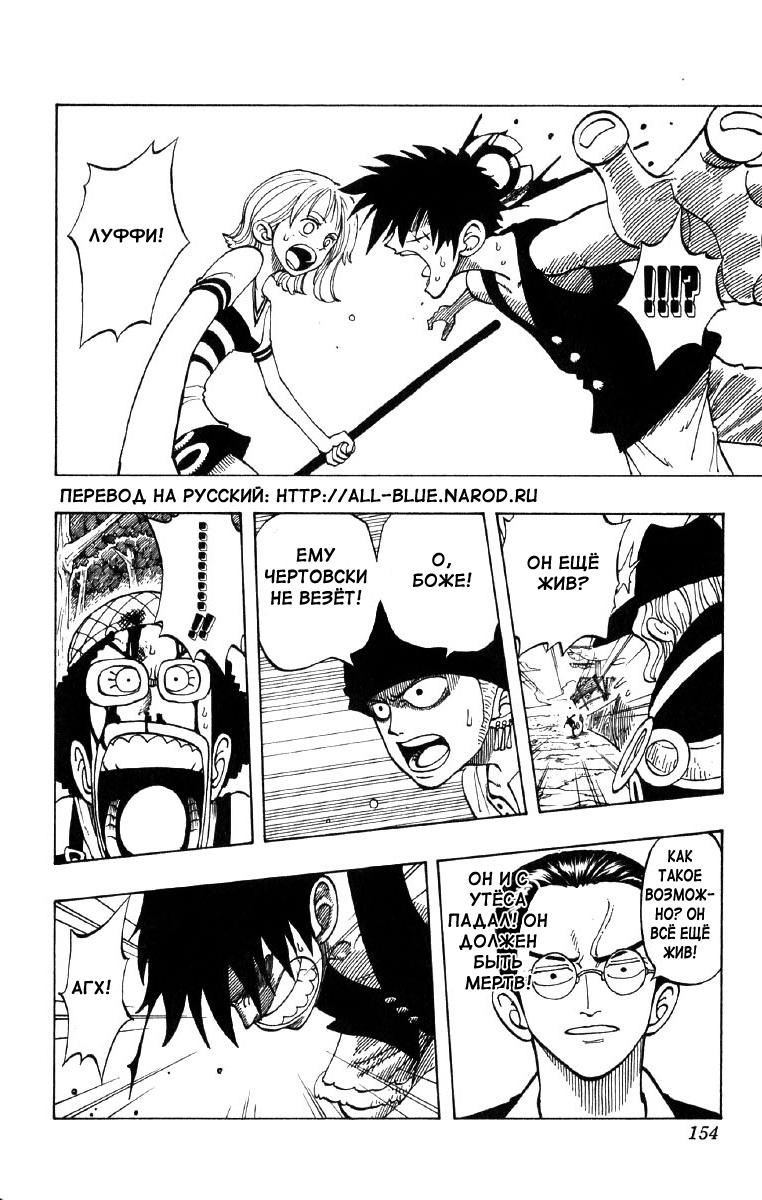 !!!?
ЛУФФИ!
ПЕРЕВОД НА РУССКИЙ: HTTP://ALL-BLUE.NAROD.RU
ОН ЕЩЁ
ЖИВ?
О,
БОЖЕ!
ЕМУ
ЧЕРТОВСКИ
НЕ ВЕЗЁТ!
..........!!
КАК
ТАКОЕ
ВОЗМОЖ-
НО? ОН
ВСЁ ЕЩЁ
ЖИВ!
ОН И С
УТЁСА
ПАДАЛ! ОН
ДОЛЖЕН
БЫТЬ
МЕРТВ!
АГХ!
154